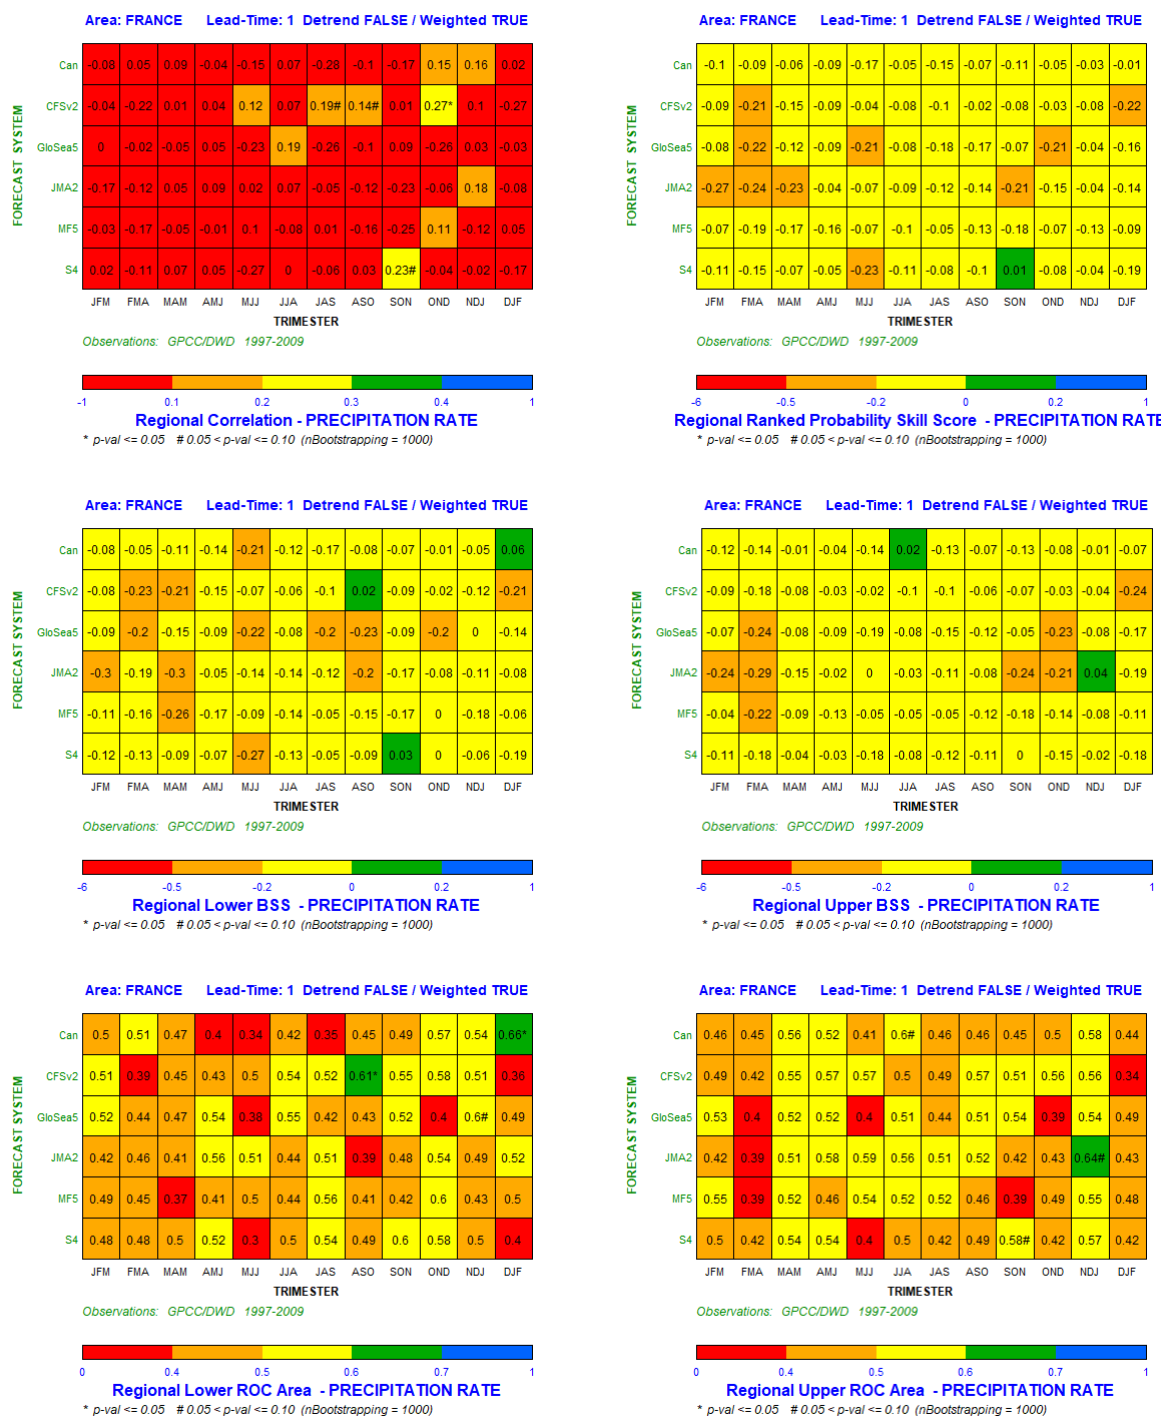 Area: FRANCE Lead-Time: 1 Detrend FALSE / Weighted TRUE
FORECAST SYSTEM
Can -0.08 0.05 0.09 -0.04 -0.15 0.07 -0.28 -0.1 -0.17 0.15 0.16 0.02
CFSv2 -0.04 -0.22 0.01 0.04 0.12 0.07 0.19# 0.14# 0.01 0.27* 0.1 -0.27
GloSea5 0 -0.02 -0.05 0.05 -0.23 0.19 -0.26 -0.1 0.09 -0.26 0.03 -0.03
JMA2 -0.17 -0.12 0.05 0.09 0.02 0.07 -0.05 -0.12 -0.23 -0.06 0.18 -0.08
MF5 -0.03 -0.17 -0.05 -0.01 0.1 -0.08 0.01 -0.16 -0.25 0.11 -0.12 0.05
S4 0.02 -0.11 0.07 0.05 -0.27 0 -0.06 0.03 0.23# -0.04 -0.02 -0.17
JFM FMA MAM AMJ MJJ JJA JAS ASO SON OND NDJ DJF
TRIMESTER
Observations: GPCC/DWD 1997-2009
-1 0.1 0.2 0.3 0.4 1
Regional Correlation - PRECIPITATION RATE
* p-val <= 0.05 # 0.05 < p-val <= 0.10 (nBootstrapping = 1000)
Area: FRANCE Lead-Time: 1 Detrend FALSE / Weighted TRUE
FORECAST SYSTEM
Can -0.1 -0.09 -0.06 -0.09 -0.17 -0.05 -0.15 -0.07 -0.11 -0.05 -0.03 -0.01
CFSv2 -0.09 -0.21 -0.15 -0.09 -0.04 -0.08 -0.1 -0.02 -0.08 -0.03 -0.08 -0.22
GloSea5 -0.08 -0.22 -0.12 -0.09 -0.21 -0.08 -0.18 -0.17 -0.07 -0.21 -0.04 -0.16
JMA2 -0.27 -0.24 -0.23 -0.04 -0.07 -0.09 -0.12 -0.14 -0.21 -0.15 -0.04 -0.14
MF5 -0.07 -0.19 -0.17 -0.16 -0.07 -0.1 -0.05 -0.13 -0.18 -0.07 -0.13 -0.09
S4 -0.11 -0.15 -0.07 -0.05 -0.23 -0.11 -0.08 -0.1 0.01 -0.08 -0.04 -0.19
JFM FMA MAM AMJ MJJ JJA JAS ASO SON OND NDJ DJF
TRIMESTER
Observations: GPCC/DWD 1997-2009
-6 -0.5 -0.2 0 0.2 1
Regional Ranked Probability Skill Score - PRECIPITATION RATE
* p-val <= 0.05 # 0.05 < p-val <= 0.10 (nBootstrapping = 1000)
Area: FRANCE Lead-Time: 1 Detrend FALSE / Weighted TRUE
FORECAST SYSTEM
Can -0.08 -0.05 -0.11 -0.14 -0.21 -0.12 -0.17 -0.08 -0.07 -0.01 -0.05 0.06
CFSv2 -0.08 -0.23 -0.21 -0.15 -0.07 -0.06 -0.1 0.02 -0.09 -0.02 -0.12 -0.21
GloSea5 -0.09 -0.2 -0.15 -0.09 -0.22 -0.08 -0.2 -0.23 -0.09 -0.2 0 -0.14
JMA2 -0.3 -0.19 -0.3 -0.05 -0.14 -0.14 -0.12 -0.2 -0.17 -0.08 -0.11 -0.08
MF5 -0.11 -0.16 -0.26 -0.17 -0.09 -0.14 -0.05 -0.15 -0.17 0 -0.18 -0.06
S4 -0.12 -0.13 -0.09 -0.07 -0.27 -0.13 -0.05 -0.09 0.03 0 -0.06 -0.19
JFM FMA MAM AMJ MJJ JJA JAS ASO SON OND NDJ DJF
TRIMESTER
Observations: GPCC/DWD 1997-2009
-6 -0.5 -0.2 0 0.2 1
Regional Lower BSS - PRECIPITATION RATE
* p-val <= 0.05 # 0.05 < p-val <= 0.10 (nBootstrapping = 1000)
Area: FRANCE Lead-Time: 1 Detrend FALSE / Weighted TRUE
FORECAST SYSTEM
Can -0.12 -0.14 -0.01 -0.04 -0.14 0.02 -0.13 -0.07 -0.13 -0.08 -0.01 -0.07
CFSv2 -0.09 -0.18 -0.08 -0.03 -0.02 -0.1 -0.1 -0.06 -0.07 -0.03 -0.04 -0.24
GloSea5 -0.07 -0.24 -0.08 -0.09 -0.19 -0.08 -0.15 -0.12 -0.05 -0.23 -0.08 -0.17
JMA2 -0.24 -0.29 -0.15 -0.02 0 -0.03 -0.11 -0.08 -0.24 -0.21 0.04 -0.19
MF5 -0.04 -0.22 -0.09 -0.13 -0.05 -0.05 -0.05 -0.12 -0.18 -0.14 -0.08 -0.11
S4 -0.11 -0.18 -0.04 -0.03 -0.18 -0.08 -0.12 -0.11 0 -0.15 -0.02 -0.18
JFM FMA MAM AMJ MJJ JJA JAS ASO SON OND NDJ DJF
TRIMESTER
Observations: GPCC/DWD 1997-2009
-6 -0.5 -0.2 0 0.2 1
Regional Upper BSS - PRECIPITATION RATE
* p-val <= 0.05 # 0.05 < p-val <= 0.10 (nBootstrapping = 1000)
Area: FRANCE Lead-Time: 1 Detrend FALSE / Weighted TRUE
FORECAST SYSTEM
Can 0.5 0.51 0.47 0.4 0.34 0.42 0.35 0.45 0.49 0.57 0.54 0.66*
CFSv2 0.51 0.39 0.45 0.43 0.5 0.54 0.52 0.61* 0.55 0.58 0.51 0.36
GloSea5 0.52 0.44 0.47 0.54 0.38 0.55 0.42 0.43 0.52 0.4 0.6# 0.49
JMA2 0.42 0.46 0.41 0.56 0.51 0.44 0.51 0.39 0.48 0.54 0.49 0.52
MF5 0.49 0.45 0.37 0.41 0.5 0.44 0.56 0.41 0.42 0.6 0.43 0.5
S4 0.48 0.48 0.5 0.52 0.3 0.5 0.54 0.49 0.6 0.58 0.5 0.4
JFM FMA MAM AMJ MJJ JJA JAS ASO SON OND NDJ DJF
TRIMESTER
Observations: GPCC/DWD 1997-2009
0 0.4 0.5 0.6 0.7 1
Regional Lower ROC Area - PRECIPITATION RATE
* p-val <= 0.05 # 0.05 < p-val <= 0.10 (nBootstrapping = 1000)
Area: FRANCE Lead-Time: 1 Detrend FALSE / Weighted TRUE
FORECAST SYSTEM
Can 0.46 0.45 0.56 0.52 0.41 0.6# 0.46 0.46 0.45 0.5 0.58 0.44
CFSv2 0.49 0.42 0.55 0.57 0.57 0.5 0.49 0.57 0.51 0.56 0.56 0.34
GloSea5 0.53 0.4 0.52 0.52 0.4 0.51 0.44 0.51 0.54 0.39 0.54 0.49
JMA2 0.42 0.39 0.51 0.58 0.59 0.56 0.51 0.52 0.42 0.43 0.64# 0.43
MF5 0.55 0.39 0.52 0.46 0.54 0.52 0.52 0.46 0.39 0.49 0.55 0.48
S4 0.5 0.42 0.54 0.54 0.4 0.5 0.42 0.49 0.58# 0.42 0.57 0.42
JFM FMA MAM AMJ MJJ JJA JAS ASO SON OND NDJ DJF
TRIMESTER
Observations: GPCC/DWD 1997-2009
0 0.4 0.5 0.6 0.7 1
Regional Upper ROC Area - PRECIPITATION RATE
* p-val <= 0.05 # 0.05 < p-val <= 0.10 (nBootstrapping = 1000)